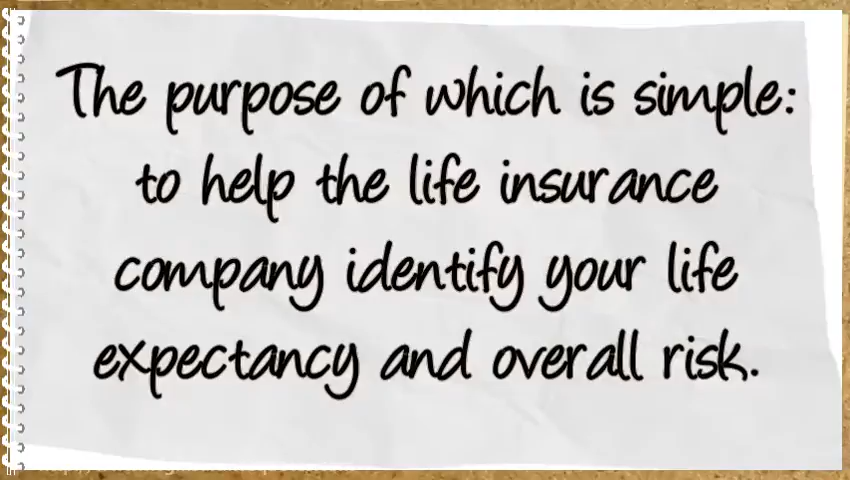 The purpose of which is simple:
to help the life insurance
company identify your life
expectancy and overall risk.